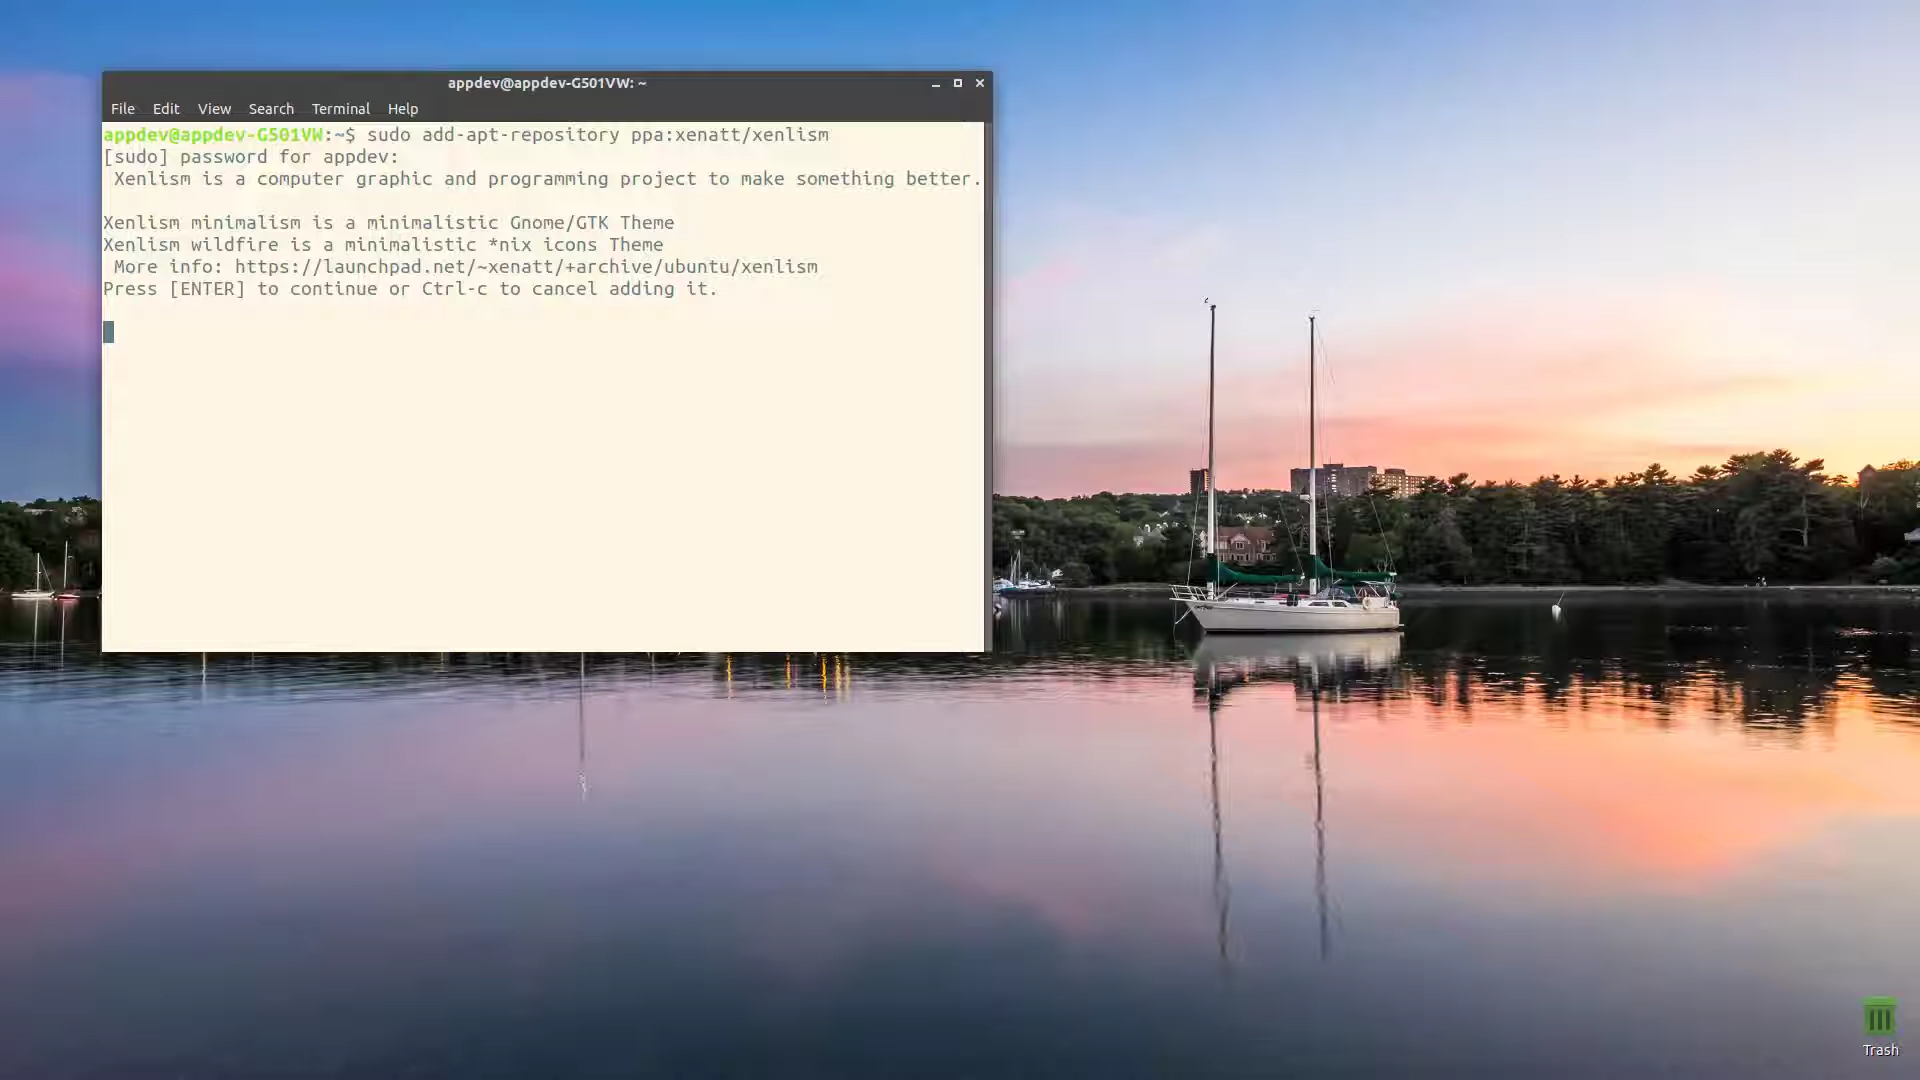 appdev@appdev-G501VW: ~
File Edit View Search Terminal Help
appdev@appdev-G501VW:~$ sudo add-apt-repository ppa:xenatt/xenlism
[sudo] password for appdev:
Xenlism is a computer graphic and programming project to make something better.
Xenlism minimalism is a minimalistic Gnome/GTK Theme
Xenlism wildfire is a minimalistic *nix icons Theme
More info: https://launchpad.net/~xenatt/+archive/ubuntu/xenlism
Press [ENTER] to continue or Ctrl-c to cancel adding it.
Trash